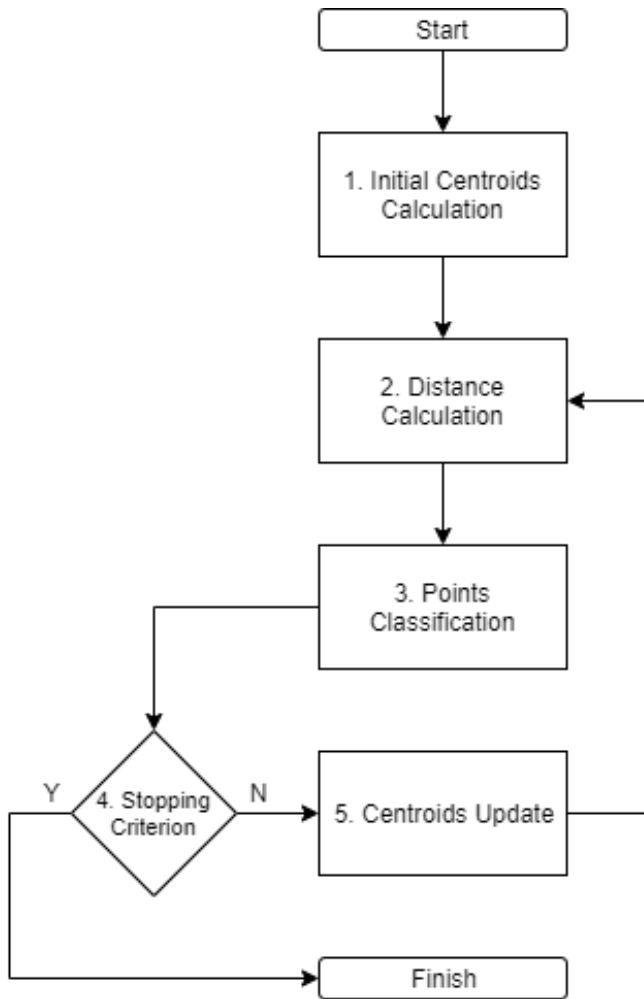 Start
1. Initial Centroids
Calculation
2. Distance
Calculation
3. Points
Classification
Y
4. Stopping
Criterion
N
5. Centroids Update
Finish